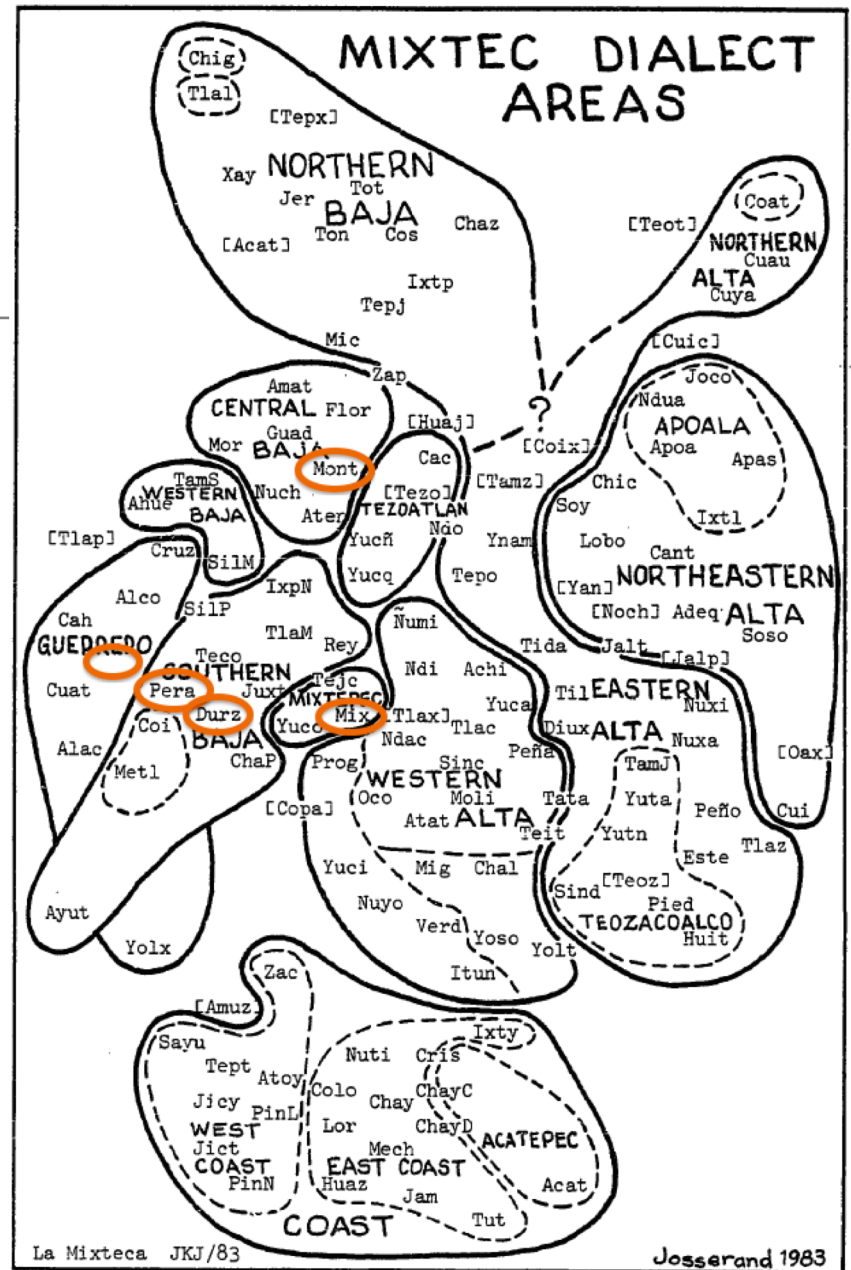 MIXTEC DIALECT
AREAS
Chig
Tlal
[Tepx]
Xay NORTHERN
Jer Tot
BAJA
[Acat] Ton Cos Chaz
Ixtp
Tepj
Mic
Zap
[Teot]
Coat
NORTHERN
Cuau
ALTA
Cuya
[Cuic]
?
Amat
CENTRAL Flor
Guad
Mor BAJA
Mont
Nuch
Aten
[Huaj]
Cac
[Tezo]
TEZOATLAN
Ndo
Yucñ
Yucq
[Coix]
[Tamz]
Ynam
Tepo
Joco
Ndua
APOALA
Apoa
Apas
Ixtl
Chic
Soy
Lobo
Cant
[Yan] NORTHEASTERN
[Noch] Adeq ALTA
Soso
Jalt [Jalp]
Tida
TamS
WESTERN
Ahue BAJA
SilM
[Tlap]
Cruz
Alco
Cah
GUERRERO
Cuat
Alac
SilP
IxpN
TlaM
Rey
Teco
SOUTHERN
Pera Juxt
Durz
Coi BAJA
Metl ChaP
Ayut
Yolx
Tejc
MIXTEPEC
Yuco Mix
[Copa]
Ñumi
Ndi Achi
Yuca
[Tlax]
Tlac
Ndac
Peña
Prog Sinc
WESTERN
Oco Moli Tata
Atat ALTA
Teit
Yuci Mig Chal
Nuyo
Verd
Yoso
Yolt
Itun
Til EASTERN
Nuxi
Diux ALTA
Nuxa
TamJ
[Oax]
Yuta
Peño
Cui
Yutn
Tlaz
Este
Sind [Teoz]
Pied
TEOZACOALCO
Huit
Zac
[Amuz]
Sayu
Tept
Atoy
Jicy
PinL
WEST
Jict
COAST
PinN
Ixty
Nuti Cris
Colo ChayC
Chay
Lor ChayD
ACATEPEC
Mech
EAST COAST
Huaz Acat
Jam
Tut
COAST
La Mixteca JKJ/83
Josserand 1983